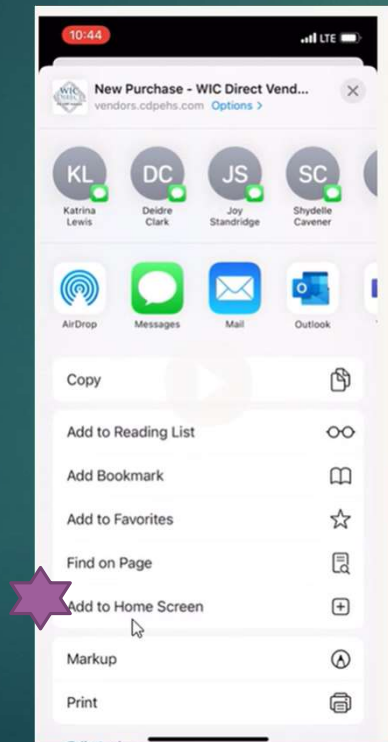 10:44
LTE
WIC
New Purchase - WIC Direct Vend...
vendors.cdpehs.com Options >
KL DC JS SC
Katrina Lewis
Deidre Clark
Joy Standridge
Shydelle Cavener
AirDrop Messages Mail Outlook
Copy
Add to Reading List
Add Bookmark
Add to Favorites
Find on Page
Add to Home Screen
Markup
Print